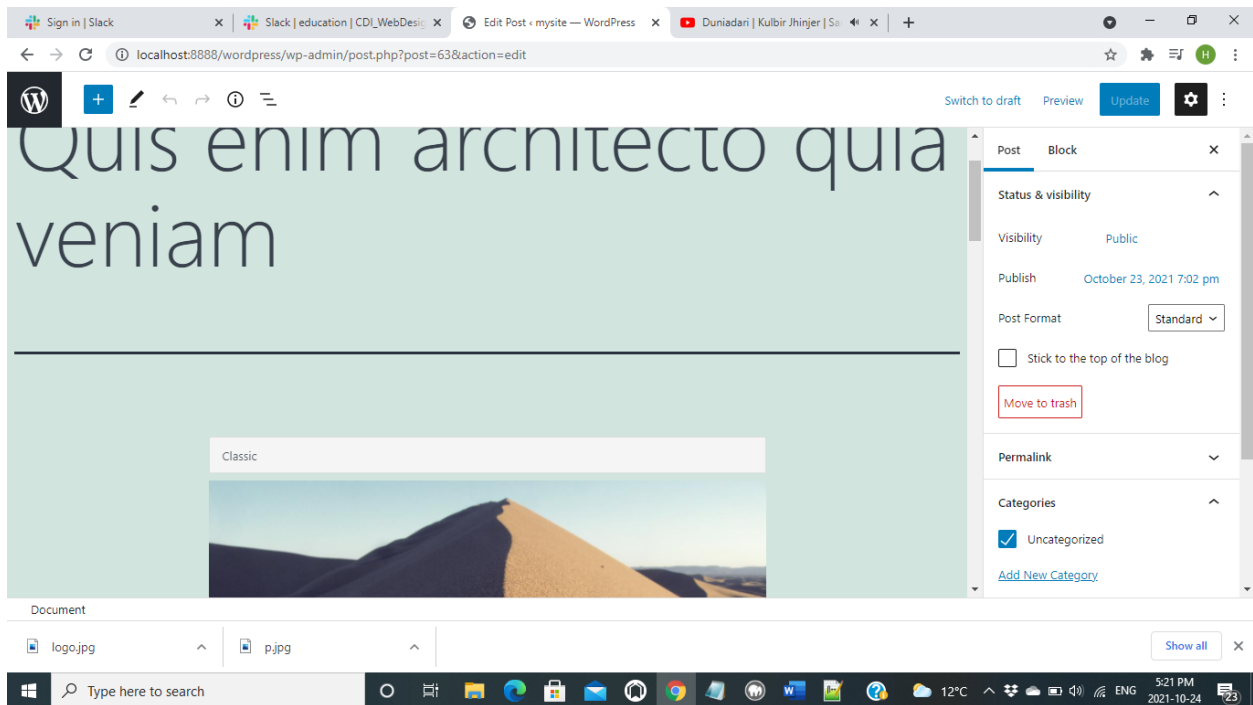 Sign in | Slack
Slack | education | CDI_WebDesig
Edit Post ‹ mysite — WordPress
Duniadari | Kulbir Jhinjer | Sa
localhost:8888/wordpress/wp-admin/post.php?post=63&action=edit
H
Switch to draft
Preview
Update
Quis enim architecto quia
veniam
Classic
Post
Block
Status & visibility
Visibility
Public
Publish
October 23, 2021 7:02 pm
Post Format
Standard
Stick to the top of the blog
Move to trash
Permalink
Categories
Uncategorized
Add New Category
Document
logo.jpg
p.jpg
Show all
Type here to search
12°C
ENG
5:21 PM
2021-10-24
23